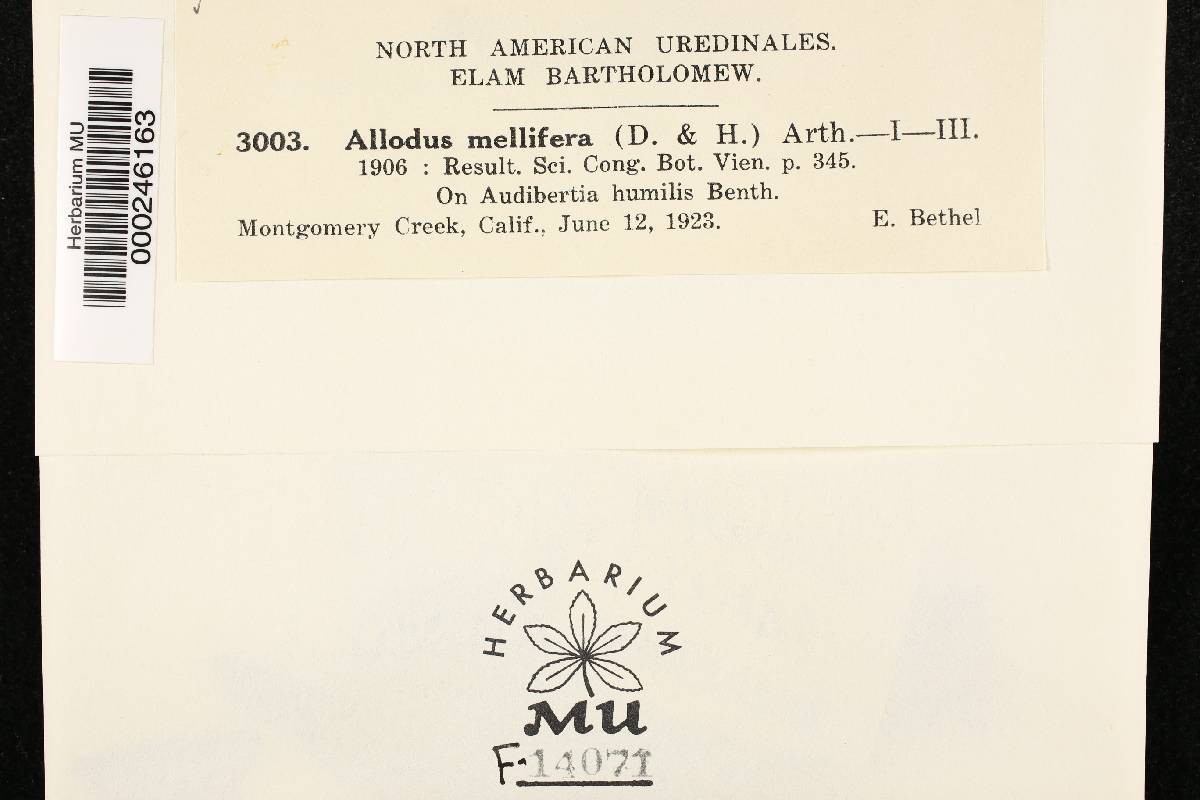 NORTH AMERICAN UREDINALES.
ELAM BARTHOLOMEW.
3003. Allodus mellifera (D. & H.) Arth.—I—III.
1906 : Result. Sci. Cong. Bot. Vien. p. 345.
On Audibertia humilis Benth.
Montgomery Creek, Calif., June 12, 1923. E. Bethel
Herbarium MU
000246163
HERBARIUM
MU
F-14071